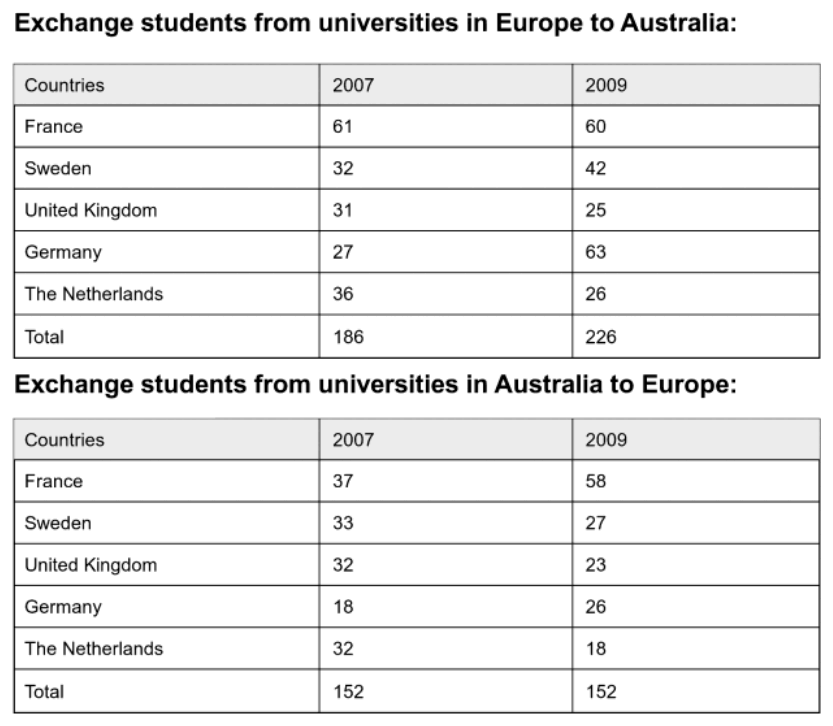 Exchange students from universities in Europe to Australia:
Countries 2007 2009
France 61 60
Sweden 32 42
United Kingdom 31 25
Germany 27 63
The Netherlands 36 26
Total 186 226
Exchange students from universities in Australia to Europe:
Countries 2007 2009
France 37 58
Sweden 33 27
United Kingdom 32 23
Germany 18 26
The Netherlands 32 18
Total 152 152